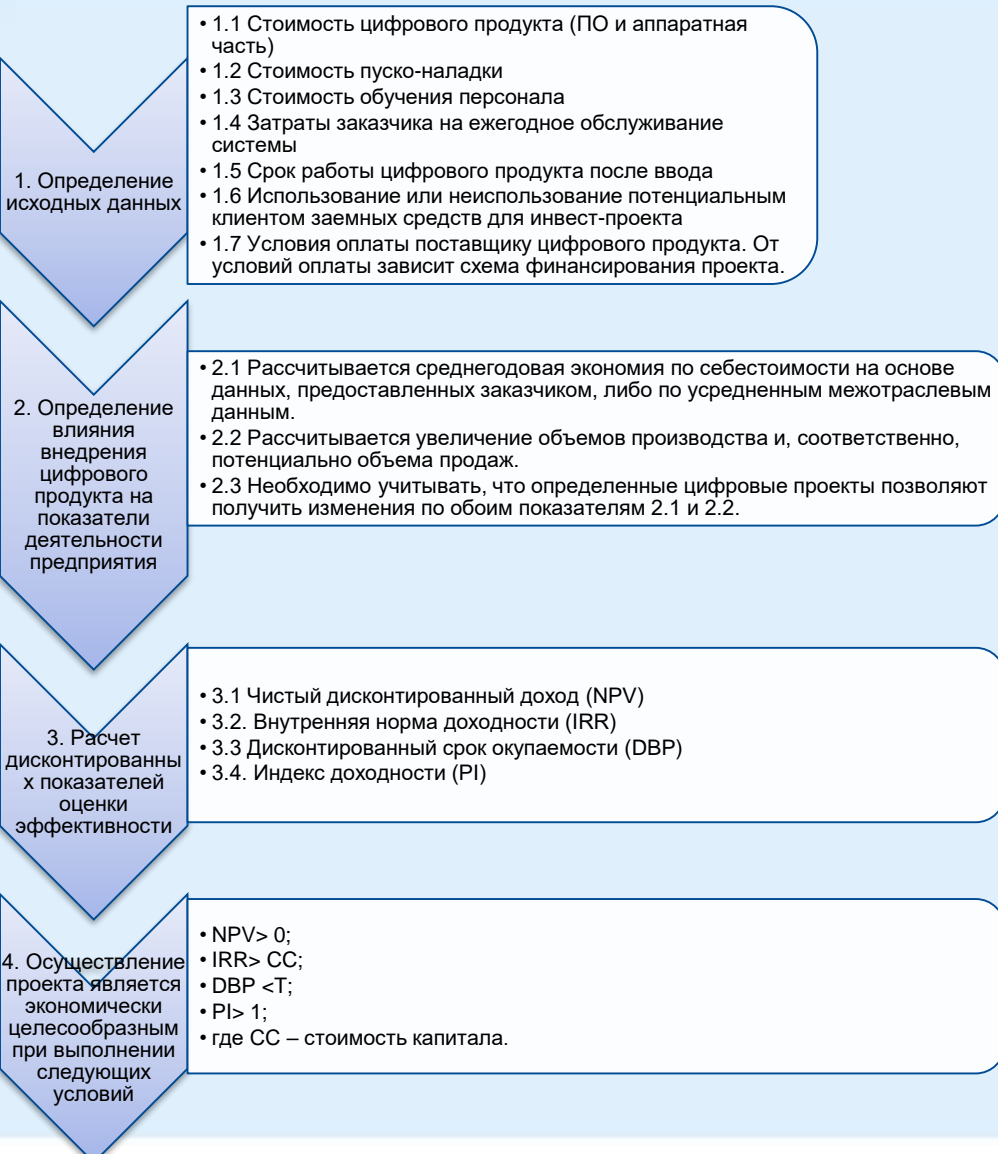 1. Определение
исходных данных
• 1.1 Стоимость цифрового продукта (ПО и аппаратная
часть)
• 1.2 Стоимость пуско-наладки
• 1.3 Стоимость обучения персонала
• 1.4 Затраты заказчика на ежегодное обслуживание
системы
• 1.5 Срок работы цифрового продукта после ввода
• 1.6 Использование или неиспользование потенциальным
клиентом заемных средств для инвест-проекта
• 1.7 Условия оплаты поставщику цифрового продукта. От
условий оплаты зависит схема финансирования проекта.
2. Определение
влияния
внедрения
цифрового
продукта на
показатели
деятельности
предприятия
• 2.1 Рассчитывается среднегодовая экономия по себестоимости на основе
данных, предоставленных заказчиком, либо по усредненным межотраслевым
данным.
• 2.2 Рассчитывается увеличение объемов производства и, соответственно,
потенциально объема продаж.
• 2.3 Необходимо учитывать, что определенные цифровые проекты позволяют
получить изменения по обоим показателям 2.1 и 2.2.
3. Расчет
дисконтированны
х показателей
оценки
эффективности
• 3.1 Чистый дисконтированный доход (NPV)
• 3.2. Внутренняя норма доходности (IRR)
• 3.3 Дисконтированный срок окупаемости (DBP)
• 3.4. Индекс доходности (PI)
4. Осуществление
проекта является
экономически
целесообразным
при выполнении
следующих
условий
• NPV> 0;
• IRR> CC;
• DBP <T;
• PI> 1;
• где CC – стоимость капитала.